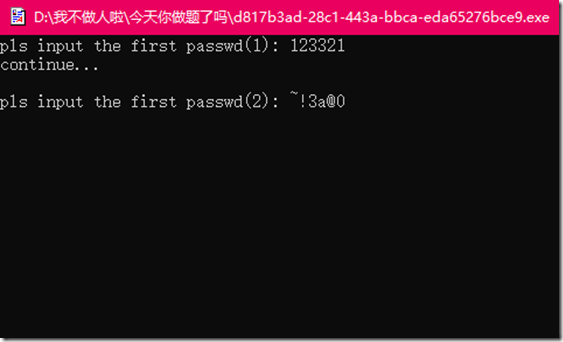 D:\我不做人啦\今天你做题了吗\d817b3ad-28c1-443a-bbca-eda65276bce9.exe
pls input the first passwd(1): 123321
continue...
pls input the first passwd(2): ~!3a@0